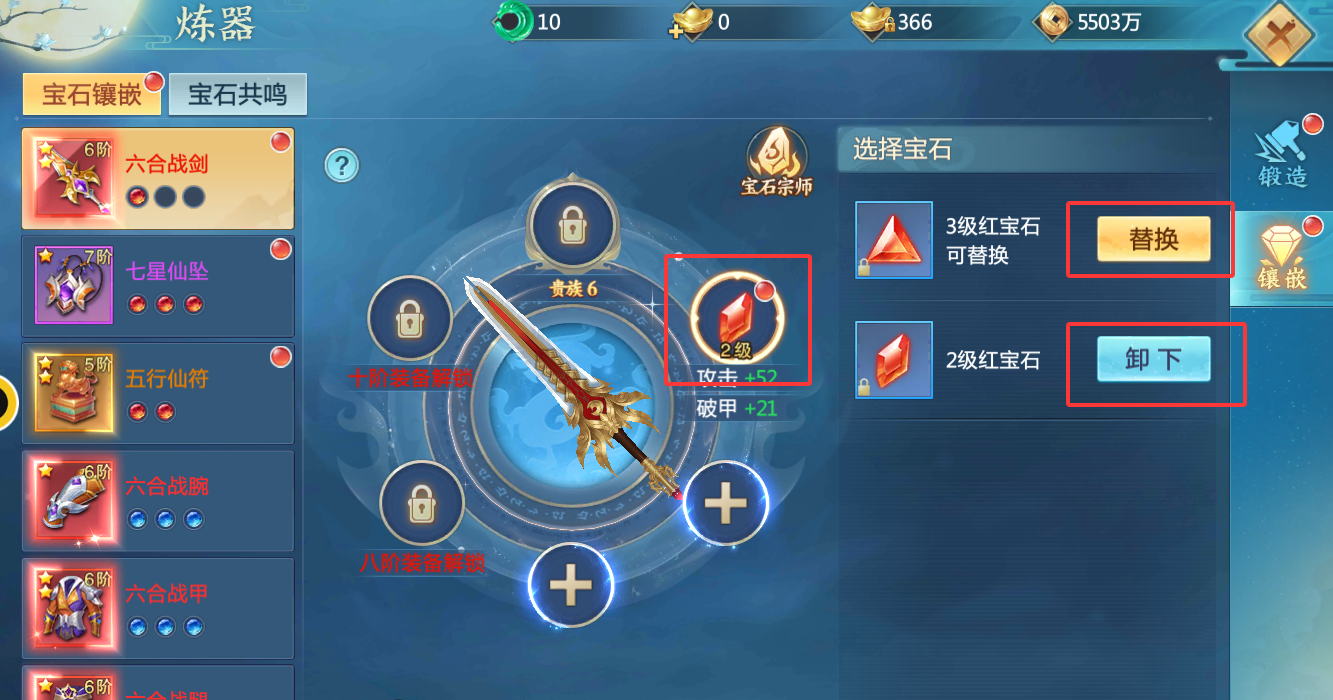 炼器
10
0
366
5503万
宝石镶嵌
宝石共鸣
6阶
六合战剑
7阶
七星仙坠
5阶
五行仙符
6阶
六合战腕
6阶
六合战甲
6阶
六合战腿
?
宝石宗师
贵族 6
十阶装备解锁
八阶装备解锁
2级
攻击 +52
破甲 +21
选择宝石
3级红宝石
可替换
替换
2级红宝石
卸下
锻造
镶嵌